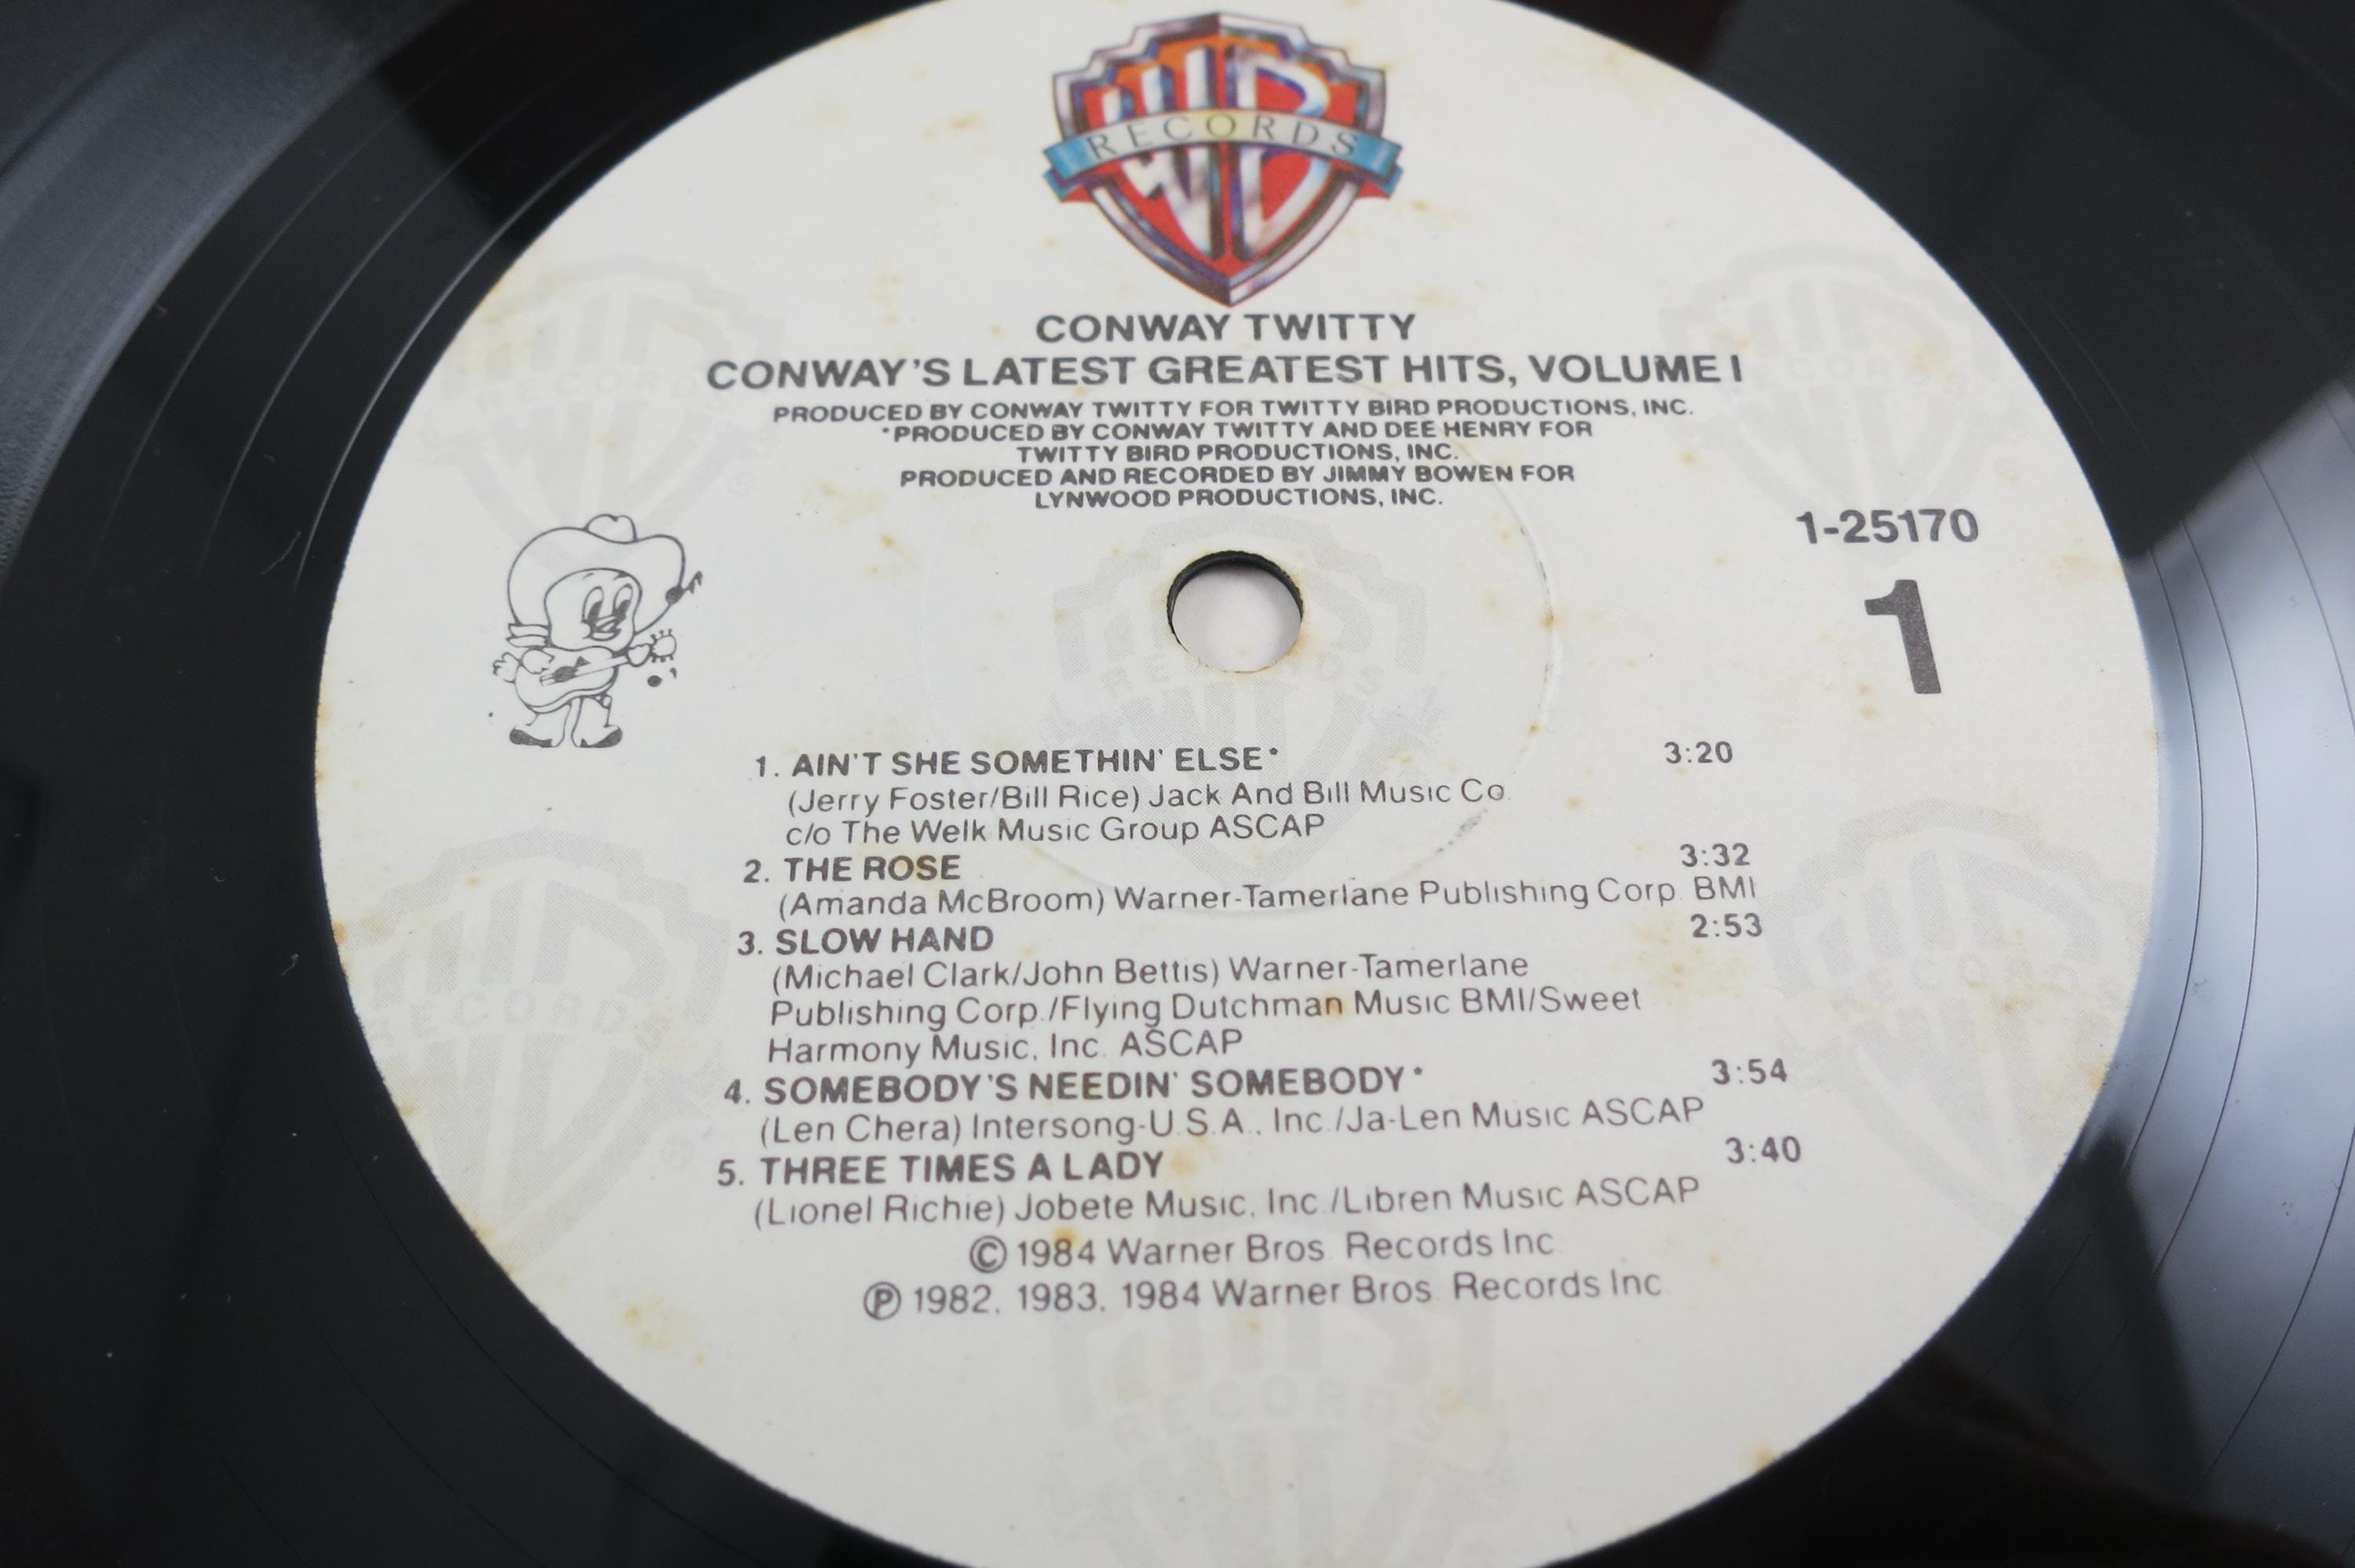 WB
RECORDS
CONWAY TWITTY
CONWAY'S LATEST GREATEST HITS, VOLUME I
PRODUCED BY CONWAY TWITTY FOR TWITTY BIRD PRODUCTIONS, INC.
*PRODUCED BY CONWAY TWITTY AND DEE HENRY FOR
TWITTY BIRD PRODUCTIONS, INC.
PRODUCED AND RECORDED BY JIMMY BOWEN FOR
LYNWOOD PRODUCTIONS, INC.
1-25170
1
1. AIN'T SHE SOMETHIN' ELSE* 3:20
(Jerry Foster/Bill Rice) Jack And Bill Music Co.
c/o The Welk Music Group ASCAP
2. THE ROSE 3:32
(Amanda McBroom) Warner-Tamerlane Publishing Corp. BMI
3. SLOW HAND 2:53
(Michael Clark/John Bettis) Warner-Tamerlane
Publishing Corp./Flying Dutchman Music BMI/Sweet
Harmony Music, Inc. ASCAP
4. SOMEBODY'S NEEDIN' SOMEBODY* 3:54
(Len Chera) Intersong-U.S.A., Inc./Ja-Len Music ASCAP
5. THREE TIMES A LADY 3:40
(Lionel Richie) Jobete Music, Inc./Libren Music ASCAP
© 1984 Warner Bros. Records Inc.
℗ 1982, 1983, 1984 Warner Bros. Records Inc.